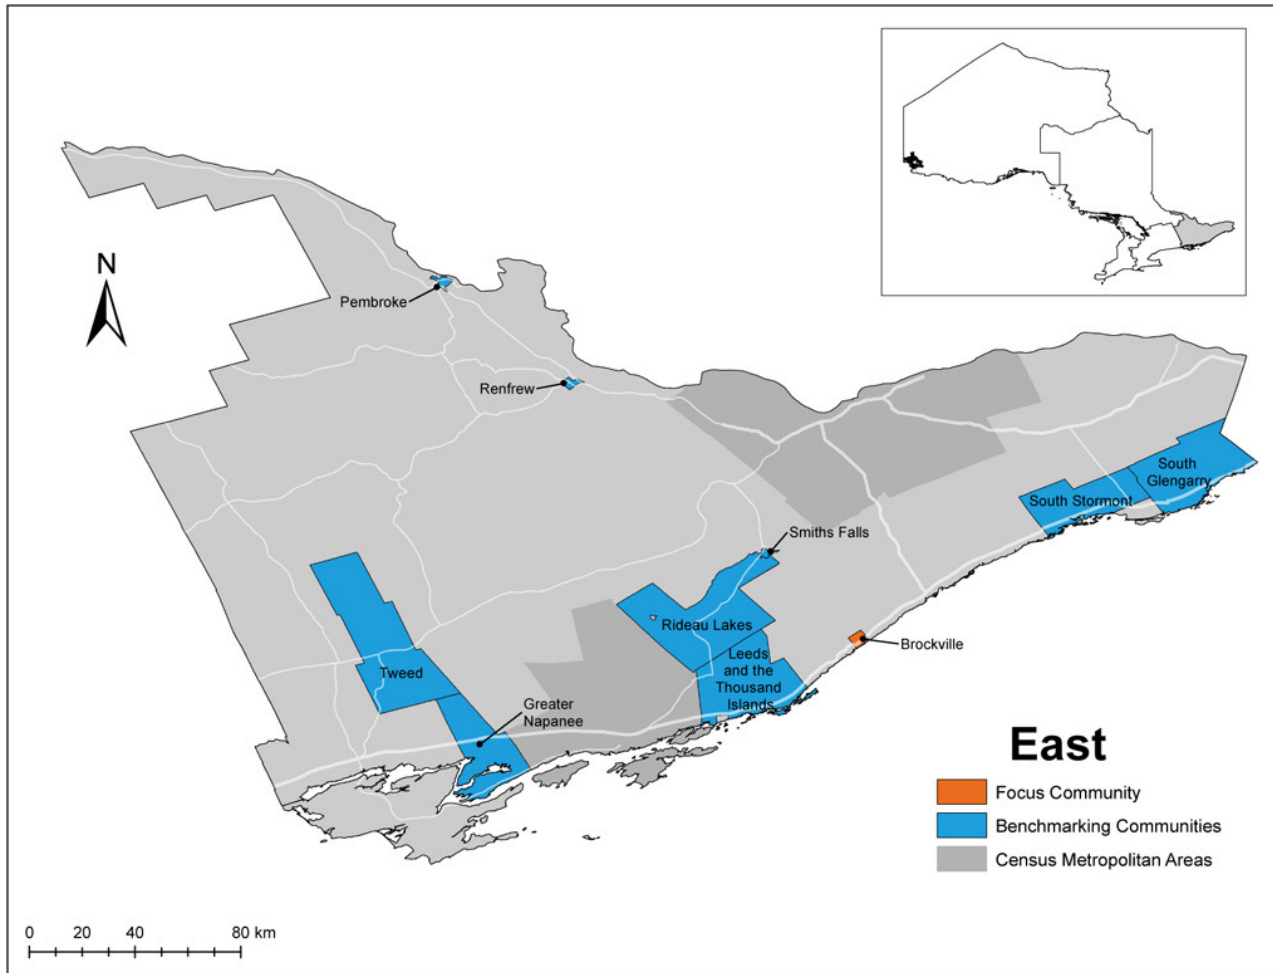 N
Pembroke
Renfrew
South
Glengarry
South Stormont
Smiths Falls
Rideau Lakes
Brockville
Leeds
and the
Thousand
Islands
Tweed
Greater
Napanee
East
Focus Community
Benchmarking Communities
Census Metropolitan Areas
0 20 40 80 km